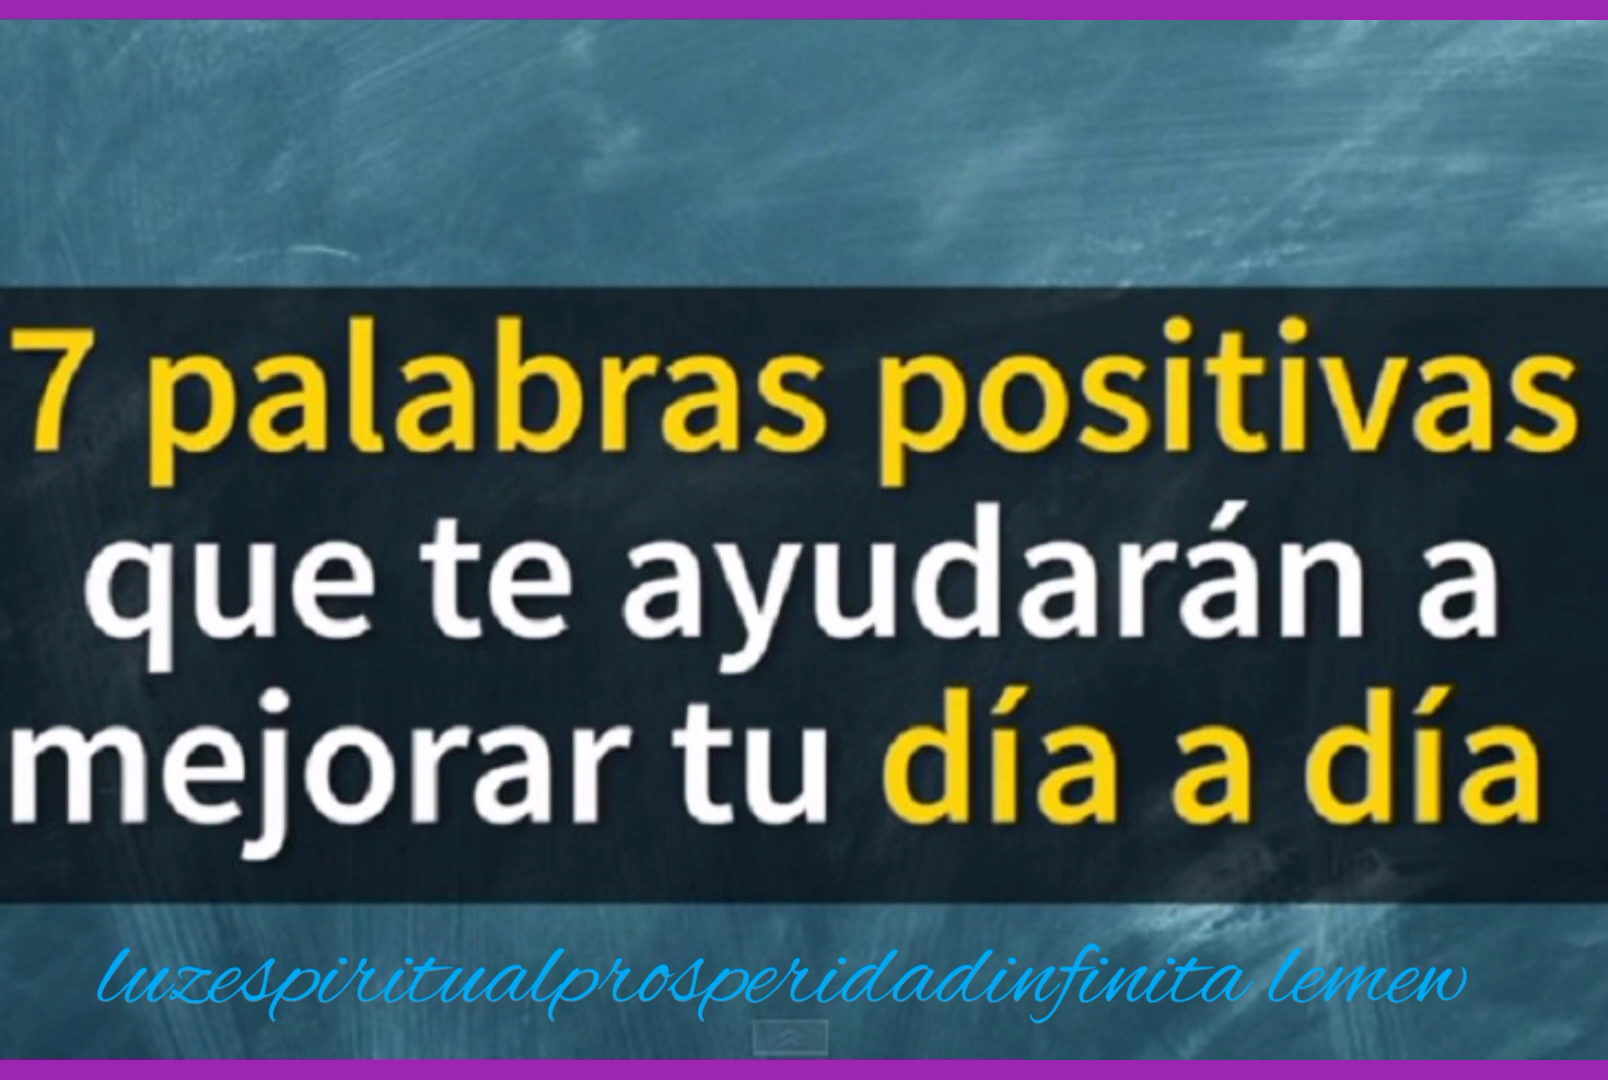 7 palabras positivas
que te ayudarán a
mejorar tu día a día
luzespiritualprosperidadinfinita lemew